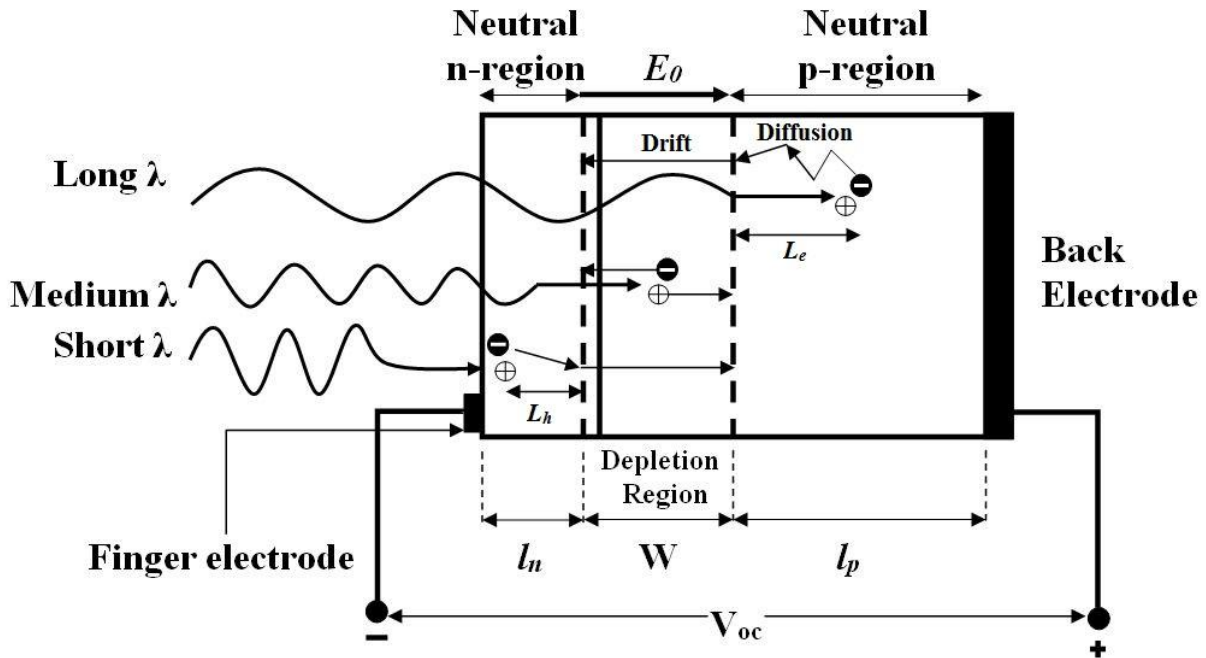 Neutral
n-region
E₀
Neutral
p-region
Drift
Diffusion
Long λ
Lₑ
Medium λ
Back
Electrode
Short λ
Lₕ
Depletion
Region
Finger electrode
lₙ
W
lₚ
Vₒc
−
+